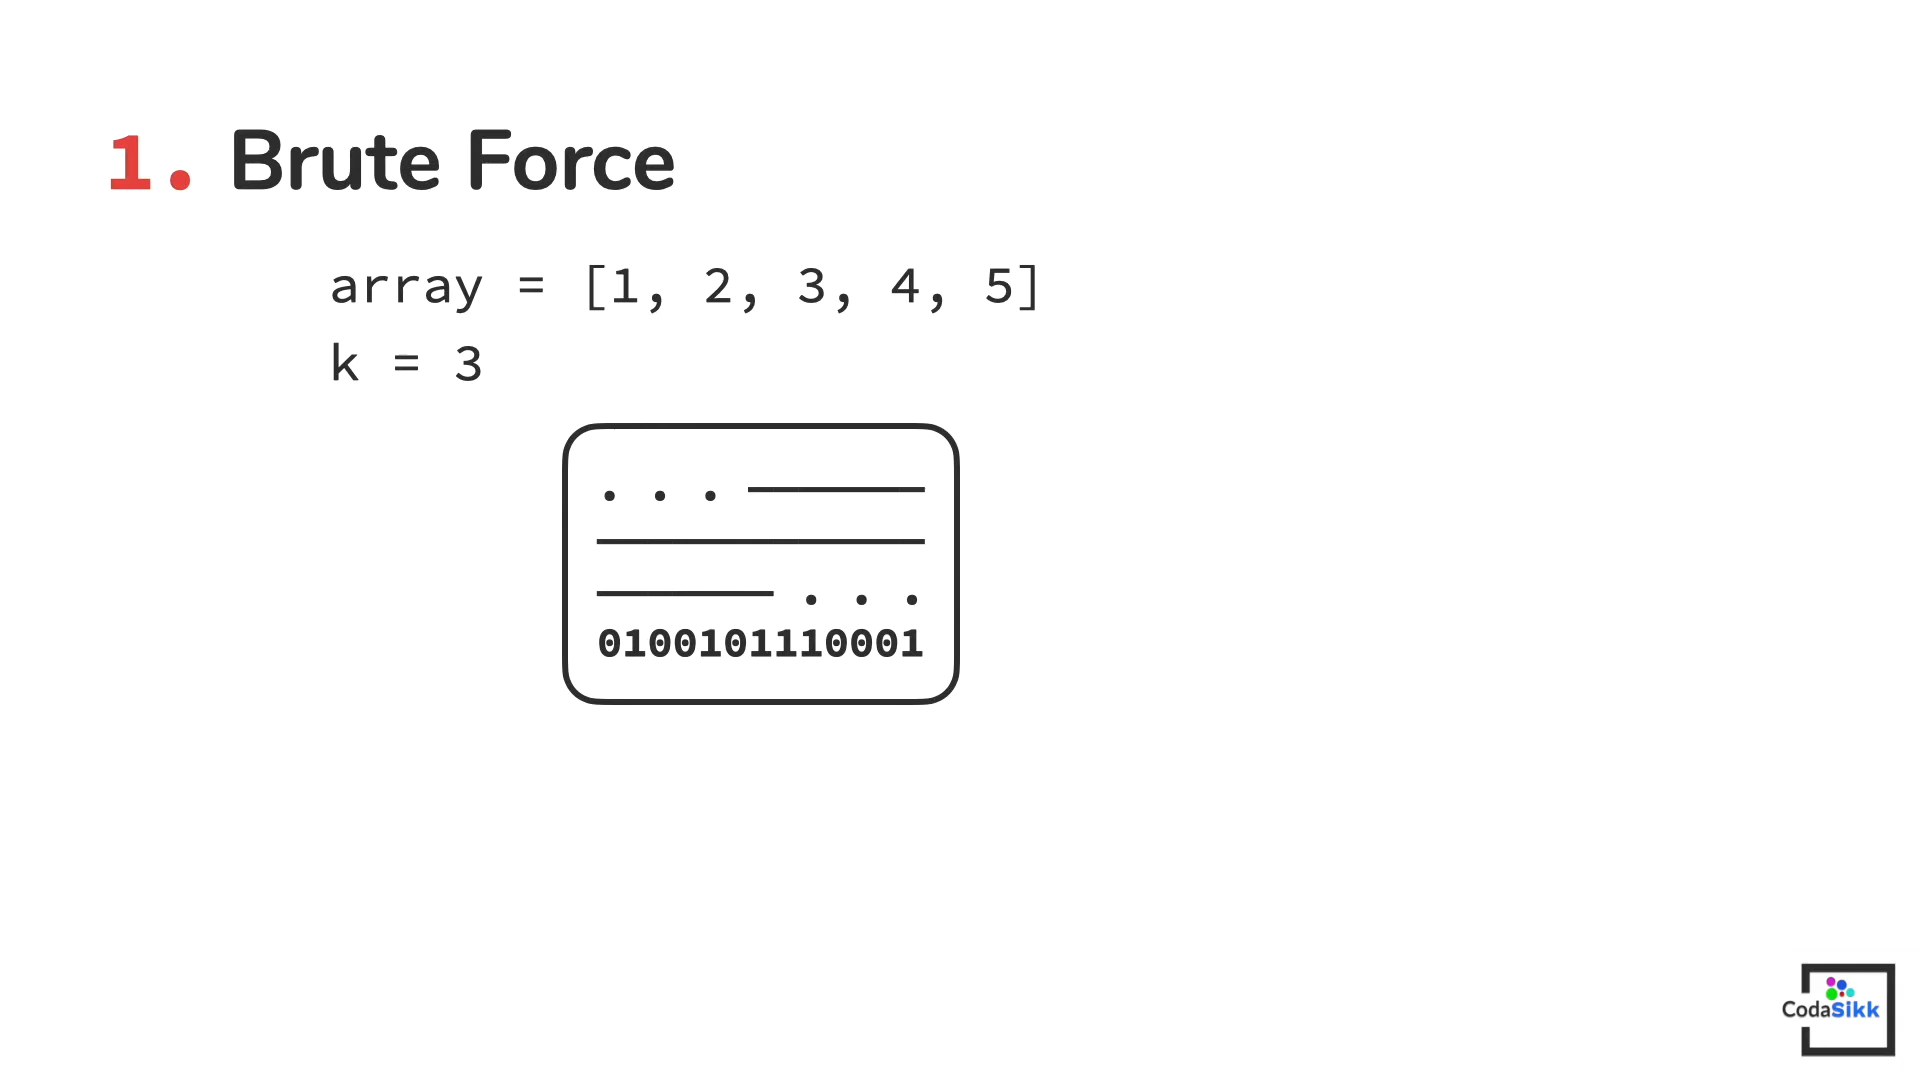 1. Brute Force
array = [1, 2, 3, 4, 5]
k = 3
. . .
. . .
0100101110001
CodaSikk